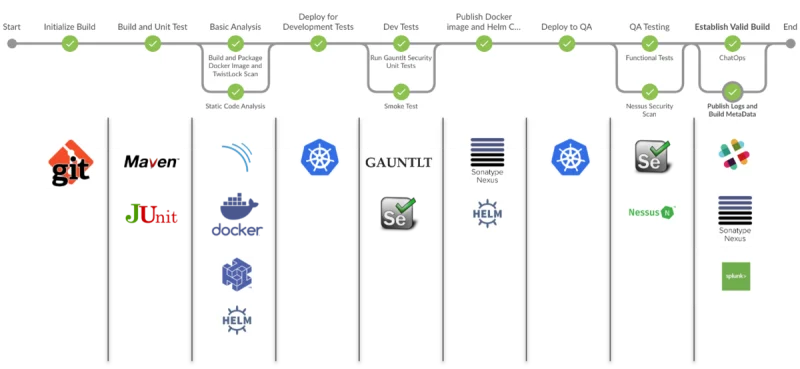 Start
Initialize Build
Build and Unit Test
Basic Analysis
Deploy for
Development Tests
Dev Tests
Publish Docker
image and Helm C...
Deploy to QA
QA Testing
Establish Valid Build
End
Build and Package
Docker Image and
TwistLock Scan
Run Gauntlt Security
Unit Tests
Functional Tests
ChatOps
Static Code Analysis
Smoke Test
Nessus Security
Scan
Publish Logs and
Build MetaData
git
Maven™
GAUNTLT
Sonatype
Nexus
Se
JUnit
docker
Se
HELM
Nessus N
Sonatype
Nexus
splunk>
HELM